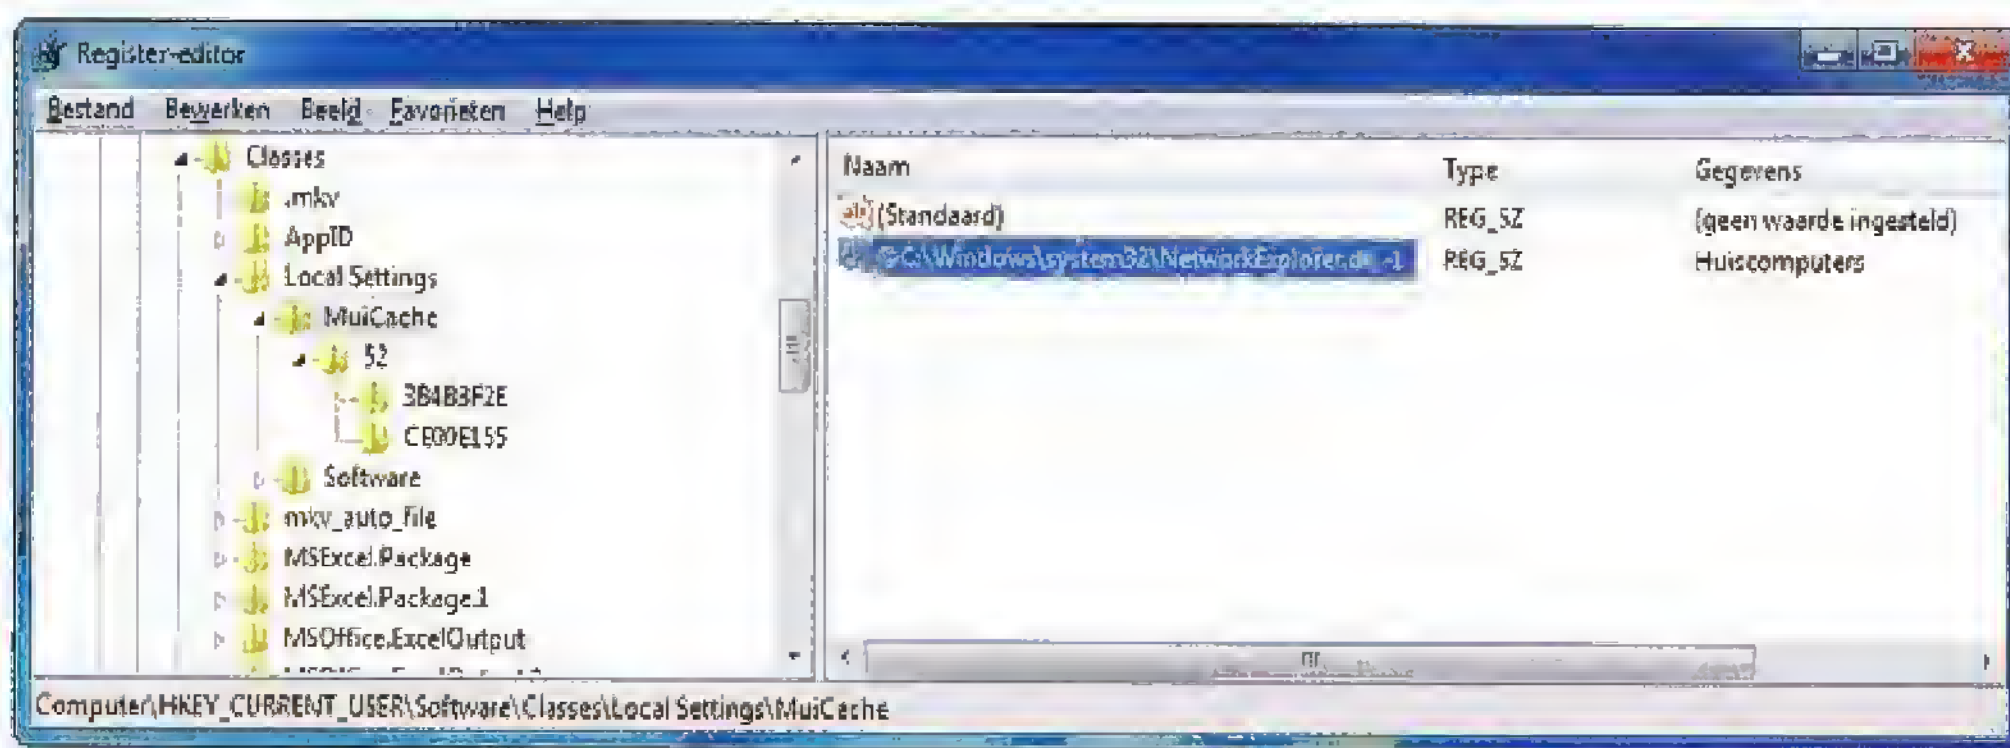 Register-editor
Bestand Bewerken Beeld Favorieten Help
Classes
.mkv
AppID
Local Settings
MuiCache
52
3B4B3F2E
CE00E155
Software
mkv_auto_file
MSExcel.Package
MSExcel.Package.1
MSOffice.ExcelOutput
Naam Type Gegevens
(Standaard) REG_SZ (geen waarde ingesteld)
@C:\Windows\system32\NetworkExplorer.dll,-1 REG_SZ Huiscomputers
Computer\HKEY_CURRENT_USER\Software\Classes\Local Settings\MuiCache